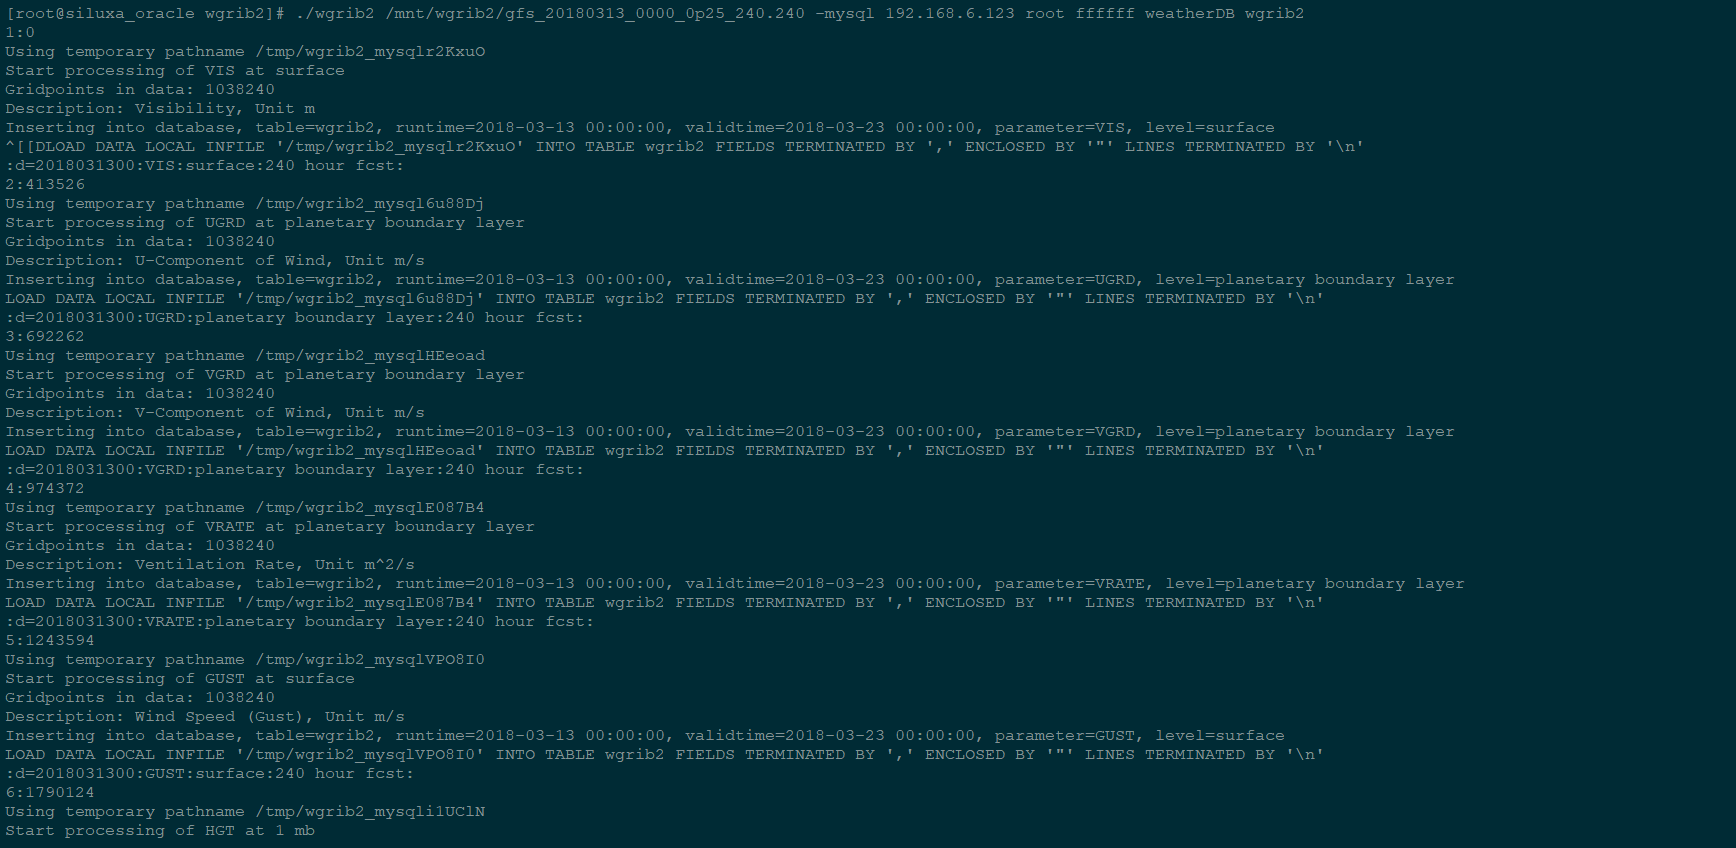 [root@siluxa_oracle wgrib2]# ./wgrib2 /mnt/wgrib2/gfs_20180313_0000_0p25_240.240 -mysql 192.168.6.123 root ffffff weatherDB wgrib2
1:0
Using temporary pathname /tmp/wgrib2_mysqlr2KxuO
Start processing of VIS at surface
Gridpoints in data: 1038240
Description: Visibility, Unit m
Inserting into database, table=wgrib2, runtime=2018-03-13 00:00:00, validtime=2018-03-23 00:00:00, parameter=VIS, level=surface
^[[DLOAD DATA LOCAL INFILE '/tmp/wgrib2_mysqlr2KxuO' INTO TABLE wgrib2 FIELDS TERMINATED BY ',' ENCLOSED BY '"' LINES TERMINATED BY '\n'
:d=2018031300:VIS:surface:240 hour fcst:
2:413526
Using temporary pathname /tmp/wgrib2_mysql6u88Dj
Start processing of UGRD at planetary boundary layer
Gridpoints in data: 1038240
Description: U-Component of Wind, Unit m/s
Inserting into database, table=wgrib2, runtime=2018-03-13 00:00:00, validtime=2018-03-23 00:00:00, parameter=UGRD, level=planetary boundary layer
LOAD DATA LOCAL INFILE '/tmp/wgrib2_mysql6u88Dj' INTO TABLE wgrib2 FIELDS TERMINATED BY ',' ENCLOSED BY '"' LINES TERMINATED BY '\n'
:d=2018031300:UGRD:planetary boundary layer:240 hour fcst:
3:692262
Using temporary pathname /tmp/wgrib2_mysqlHEeoad
Start processing of VGRD at planetary boundary layer
Gridpoints in data: 1038240
Description: V-Component of Wind, Unit m/s
Inserting into database, table=wgrib2, runtime=2018-03-13 00:00:00, validtime=2018-03-23 00:00:00, parameter=VGRD, level=planetary boundary layer
LOAD DATA LOCAL INFILE '/tmp/wgrib2_mysqlHEeoad' INTO TABLE wgrib2 FIELDS TERMINATED BY ',' ENCLOSED BY '"' LINES TERMINATED BY '\n'
:d=2018031300:VGRD:planetary boundary layer:240 hour fcst:
4:974372
Using temporary pathname /tmp/wgrib2_mysqlE087B4
Start processing of VRATE at planetary boundary layer
Gridpoints in data: 1038240
Description: Ventilation Rate, Unit m^2/s
Inserting into database, table=wgrib2, runtime=2018-03-13 00:00:00, validtime=2018-03-23 00:00:00, parameter=VRATE, level=planetary boundary layer
LOAD DATA LOCAL INFILE '/tmp/wgrib2_mysqlE087B4' INTO TABLE wgrib2 FIELDS TERMINATED BY ',' ENCLOSED BY '"' LINES TERMINATED BY '\n'
:d=2018031300:VRATE:planetary boundary layer:240 hour fcst:
5:1243594
Using temporary pathname /tmp/wgrib2_mysqlVPO8I0
Start processing of GUST at surface
Gridpoints in data: 1038240
Description: Wind Speed (Gust), Unit m/s
Inserting into database, table=wgrib2, runtime=2018-03-13 00:00:00, validtime=2018-03-23 00:00:00, parameter=GUST, level=surface
LOAD DATA LOCAL INFILE '/tmp/wgrib2_mysqlVPO8I0' INTO TABLE wgrib2 FIELDS TERMINATED BY ',' ENCLOSED BY '"' LINES TERMINATED BY '\n'
:d=2018031300:GUST:surface:240 hour fcst:
6:1790124
Using temporary pathname /tmp/wgrib2_mysqli1UClN
Start processing of HGT at 1 mb